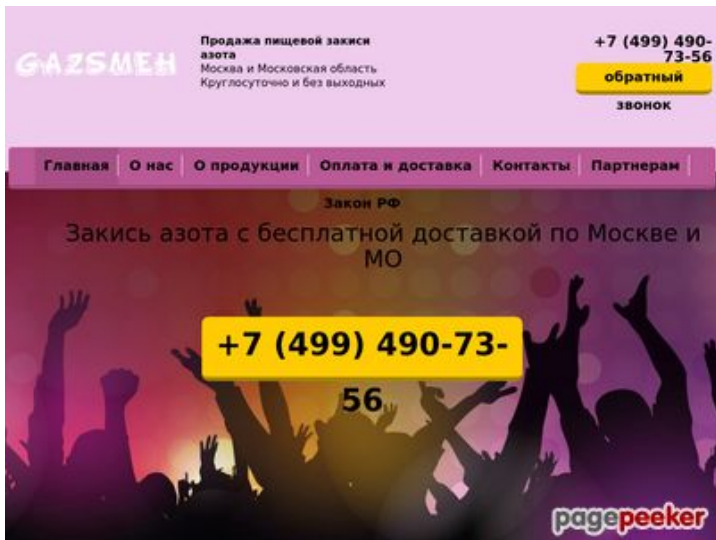 GAZSMEH
Продажа пищевой закиси
азота
Москва и Московская область
Круглосуточно и без выходных
+7 (499) 490-
73-56
обратный
звонок
Главная О нас О продукции Оплата и доставка Контакты Партнерам
Закон РФ
Закись азота с бесплатной доставкой по Москве и
МО
+7 (499) 490-73-
56
pagepeeker